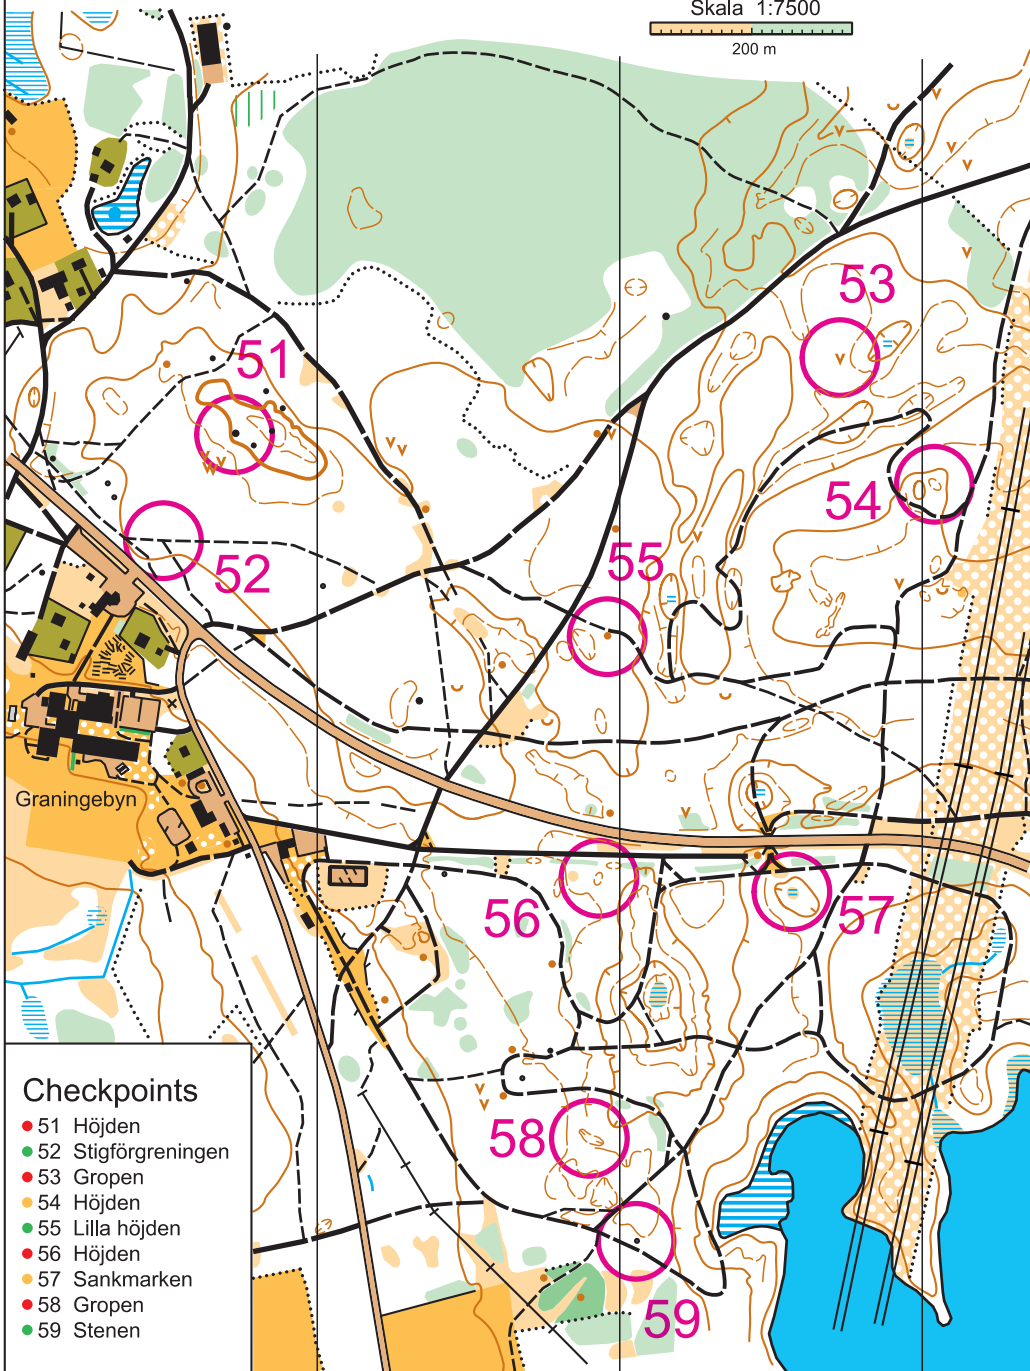 Skala 1:7500
200 m
53
51
54
55
52
Graningebyn
56
57
58
59
Checkpoints
51 Höjden
52 Stigförgreningen
53 Gropen
54 Höjden
55 Lilla höjden
56 Höjden
57 Sankmarken
58 Gropen
59 Stenen